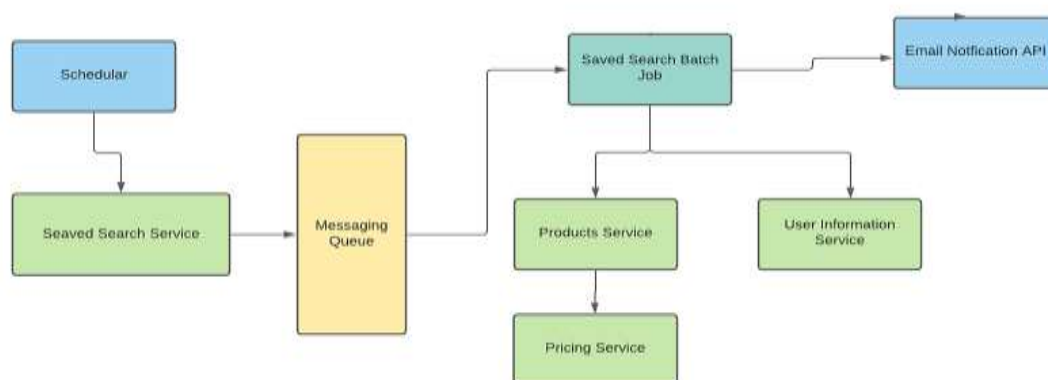 Schedular
Seaved Search Service
Messaging
Queue
Saved Search Batch
Job
Email Notfication API
Products Service
User Information
Service
Pricing Service